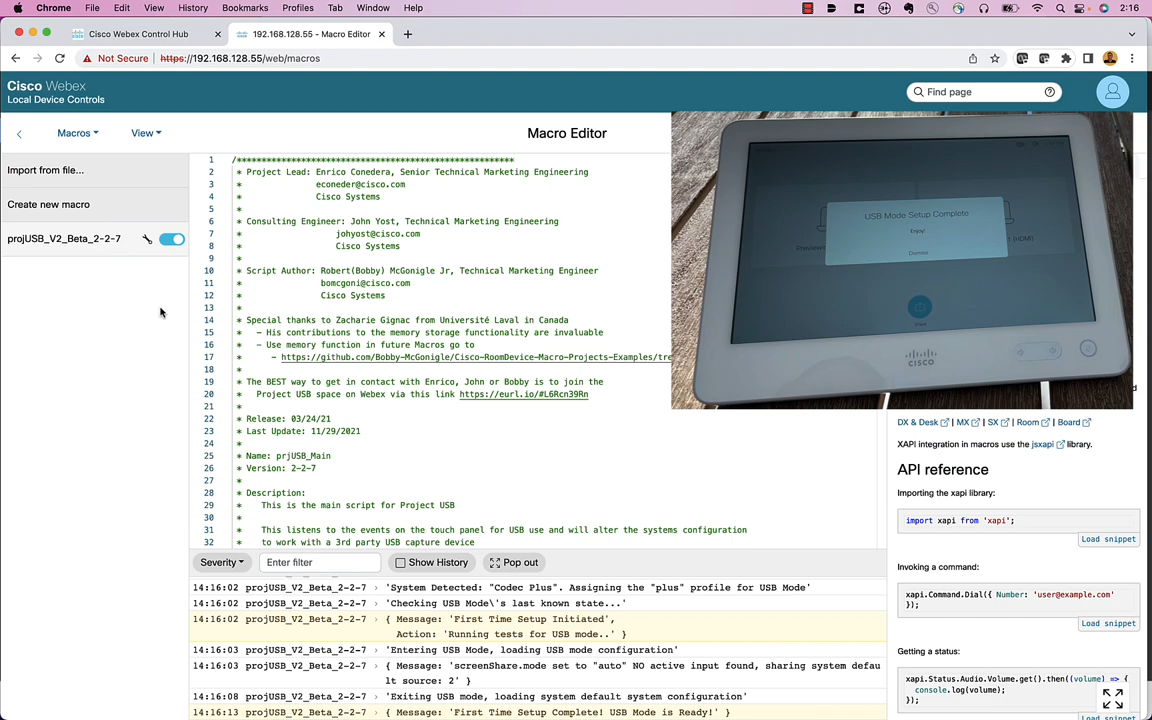 Chrome File Edit View History Bookmarks Profiles Tab Window Help 2:16
Cisco Webex Control Hub
192.168.128.55 - Macro Editor
Not Secure https://192.168.128.55/web/macros
Cisco Webex
Local Device Controls
Find page
Macros View Macro Editor
Import from file...
Create new macro
projUSB_V2_Beta_2-2-7
1 /********************************************************
2 * Project Lead: Enrico Conedera, Senior Technical Marketing Engineering
3 * econeder@cisco.com
4 * Cisco Systems
5 *
6 * Consulting Engineer: John Yost, Technical Marketing Engineering
7 * johyost@cisco.com
8 * Cisco Systems
9 *
10 * Script Author: Robert(Bobby) McGonigle Jr, Technical Marketing Engineer
11 * bomcgoni@cisco.com
12 * Cisco Systems
13 *
14 * Special thanks to Zacharie Gignac from Université Laval in Canada
15 * - His contributions to the memory storage functionality are invaluable
16 * - Use memory function in future Macros go to
17 * - https://github.com/Bobby-McGonigle/Cisco-RoomDevice-Macro-Projects-Examples/tre
18 *
19 * The BEST way to get in contact with Enrico, John or Bobby is to join the
20 * Project USB space on Webex via this link https://eurl.io/#L6Rcn39Rn
21 *
22 * Release: 03/24/21
23 * Last Update: 11/29/2021
24 *
25 * Name: prjUSB_Main
26 * Version: 2-2-7
27 *
28 * Description:
29 * This is the main script for Project USB
30 *
31 * This listens to the events on the touch panel for USB use and will alter the systems configuration
32 * to work with a 3rd party USB capture device
USB Mode Setup Complete
Enjoy!
Dismiss
(HDMI)
CISCO
DX & Desk | MX | SX | Room | Board
XAPI integration in macros use the jsxapi library.
API reference
Importing the xapi library:
import xapi from 'xapi';
Load snippet
Invoking a command:
xapi.Command.Dial({ Number: 'user@example.com'
});
Load snippet
Getting a status:
xapi.Status.Audio.Volume.get().then((volume) => {
console.log(volume);
});
Load snippet
Severity Enter filter Show History Pop out
14:16:02 projUSB_V2_Beta_2-2-7 › 'System Detected: "Codec Plus". Assigning the "plus" profile for USB Mode'
14:16:02 projUSB_V2_Beta_2-2-7 › 'Checking USB Mode\'s last known state...'
14:16:02 projUSB_V2_Beta_2-2-7 › { Message: 'First Time Setup Initiated',
Action: 'Running tests for USB mode..' }
14:16:03 projUSB_V2_Beta_2-2-7 › 'Entering USB Mode, loading USB mode configuration'
14:16:03 projUSB_V2_Beta_2-2-7 › { Message: 'screenShare.mode set to "auto" NO active input found, sharing system defau
lt source: 2' }
14:16:08 projUSB_V2_Beta_2-2-7 › 'Exiting USB mode, loading system default system configuration'
14:16:13 projUSB_V2_Beta_2-2-7 › { Message: 'First Time Setup Complete! USB Mode is Ready!' }